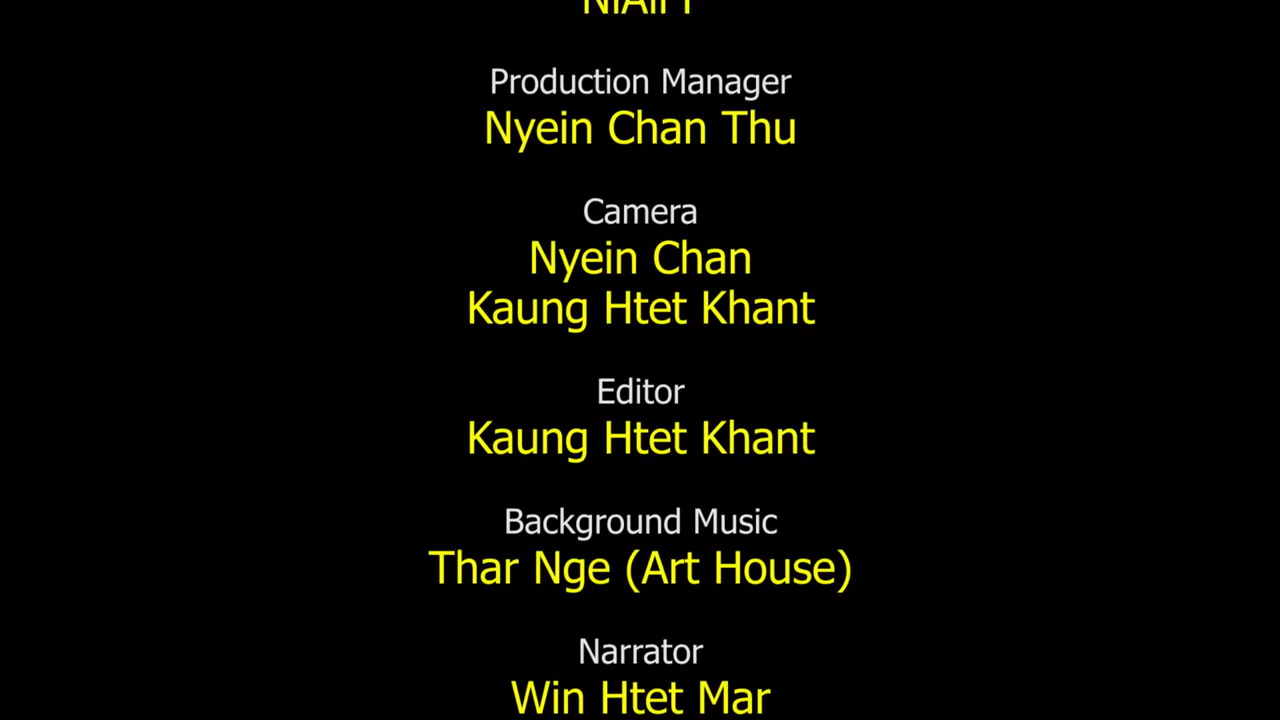 Production Manager
Nyein Chan Thu
Camera
Nyein Chan
Kaung Htet Khant
Editor
Kaung Htet Khant
Background Music
Thar Nge (Art House)
Narrator
Win Htet Mar